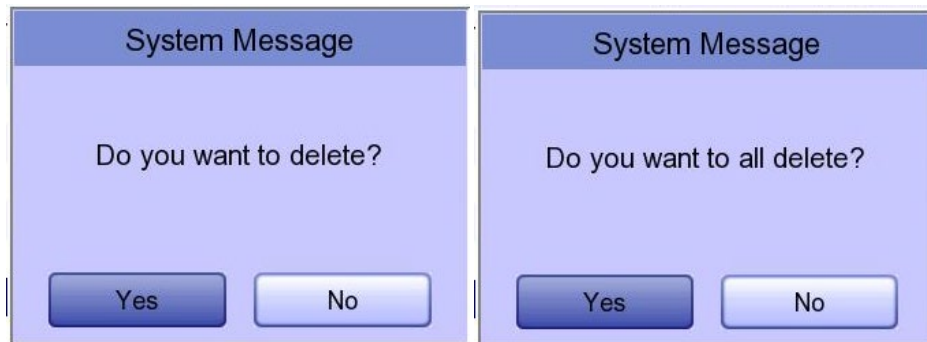 System Message
Do you want to delete?
Yes
No
System Message
Do you want to all delete?
Yes
No